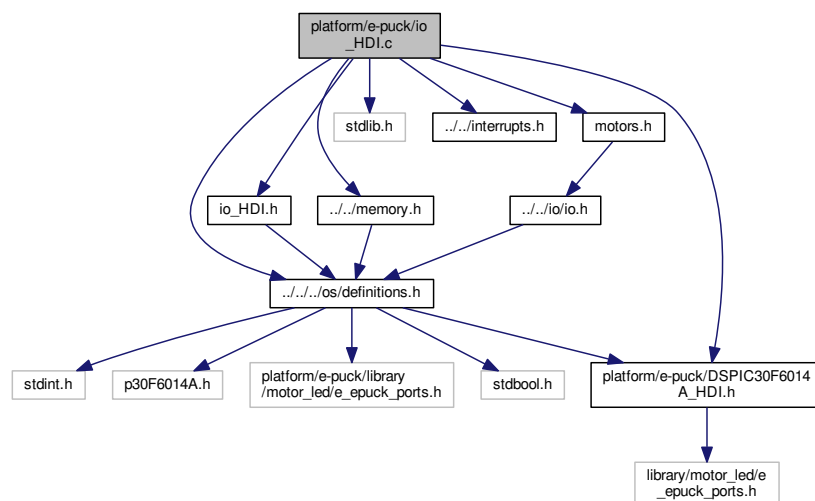 platform/e-puck/io
_HDI.c
stdlib.h
../../interrupts.h
motors.h
io_HDI.h
../../memory.h
../../io/io.h
../../../os/definitions.h
stdint.h
p30F6014A.h
platform/e-puck/library
/motor_led/e_epuck_ports.h
stdbool.h
platform/e-puck/DSPIC30F6014
A_HDI.h
library/motor_led/e
_epuck_ports.h